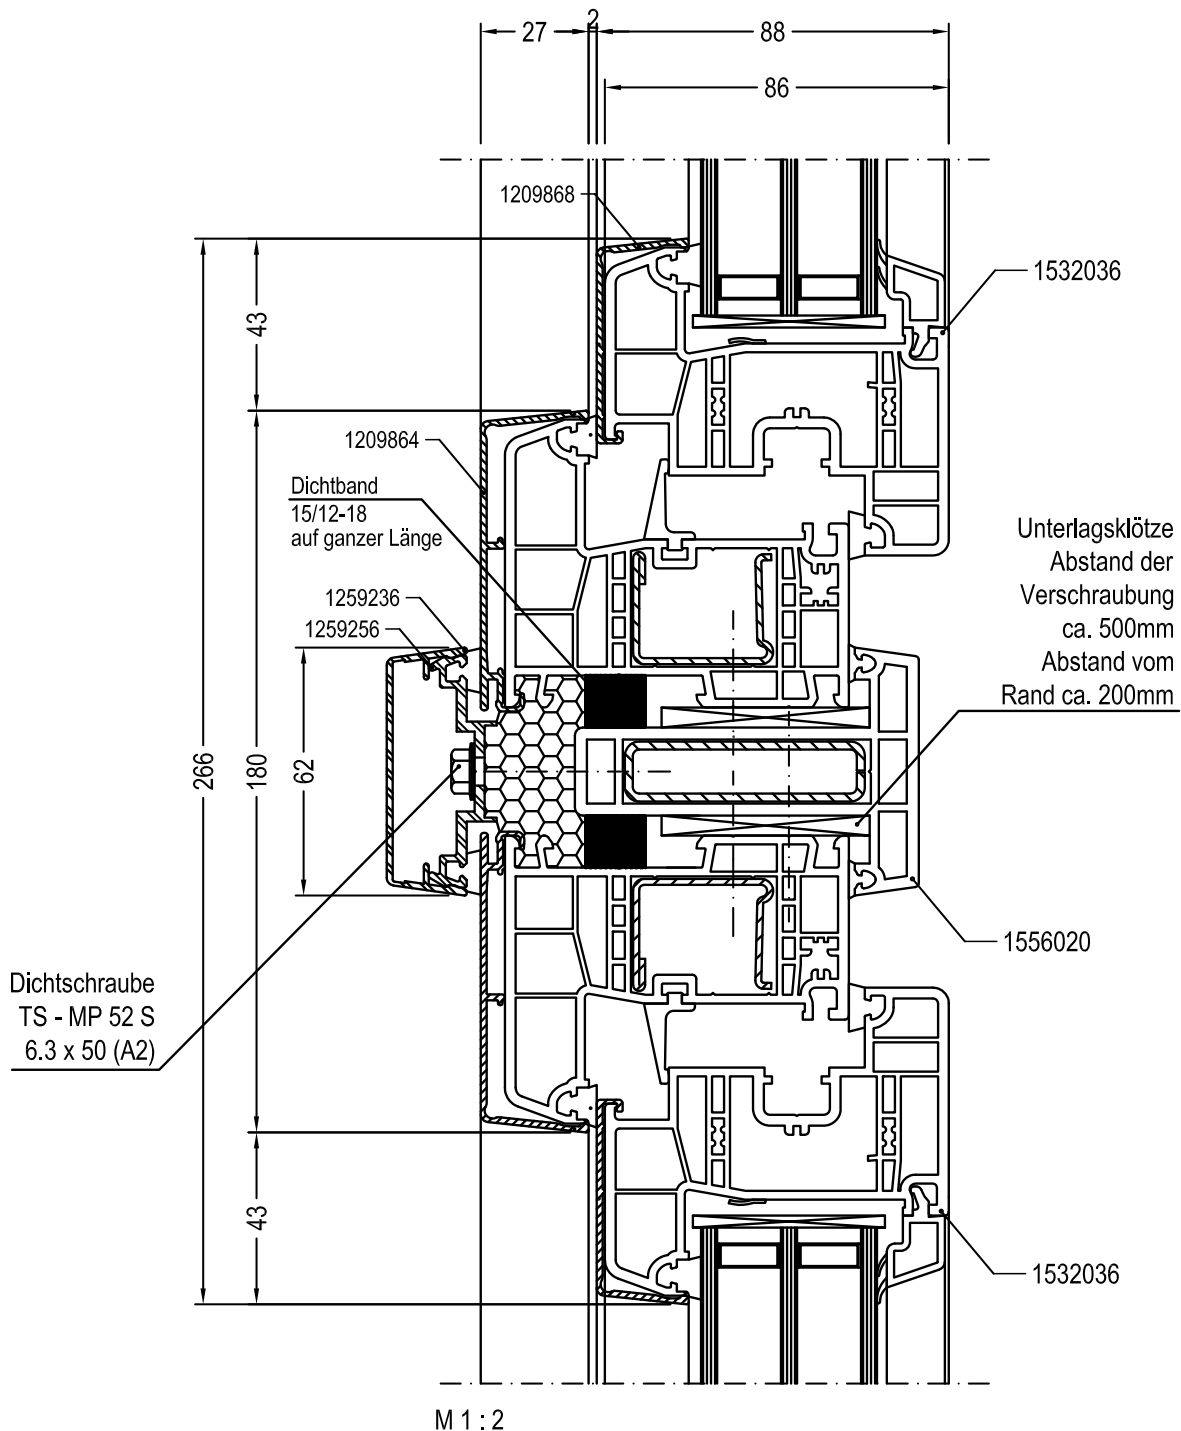 2
27
88
86
1209868
1532036
266
43
1209864
Dichtband
15/12-18
auf ganzer Länge
Unterlagsklötze
Abstand der
Verschraubung
ca. 500mm
Abstand vom
Rand ca. 200mm
1259236
1259256
180
62
1556020
Dichtschraube
TS - MP 52 S
6.3 x 50 (A2)
43
1532036
M 1 : 2